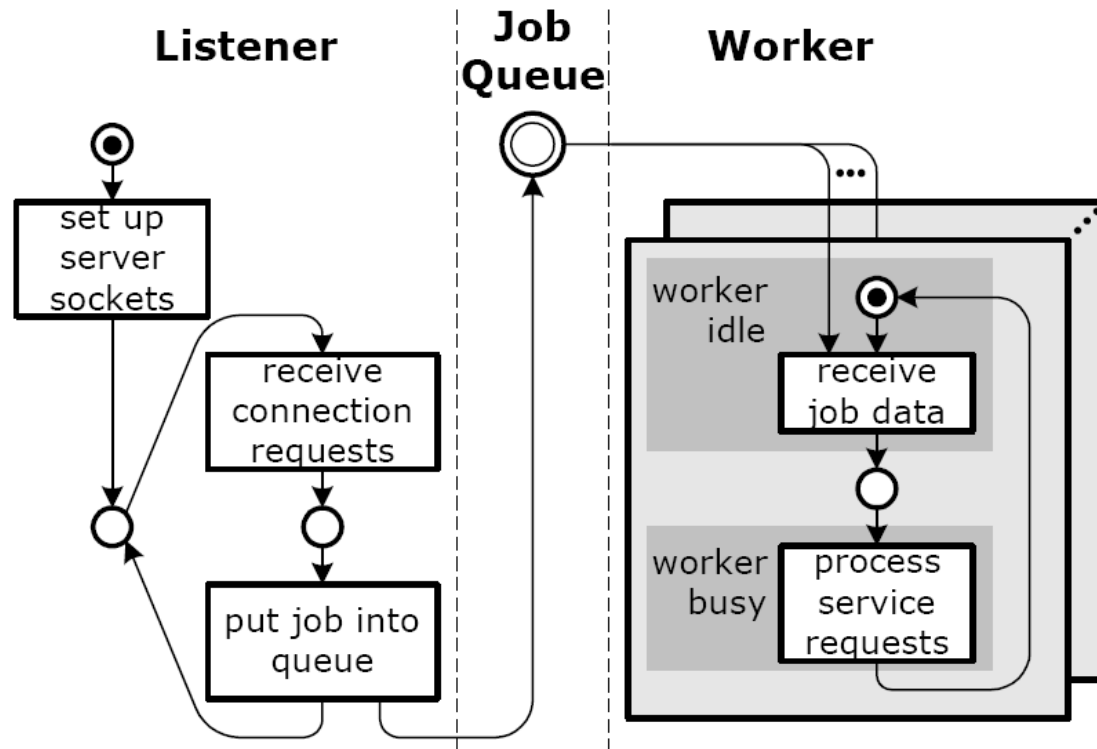 Listener
Job
Queue
Worker
set up
server
sockets
receive
connection
requests
put job into
queue
worker
idle
receive
job data
worker
busy
process
service
requests